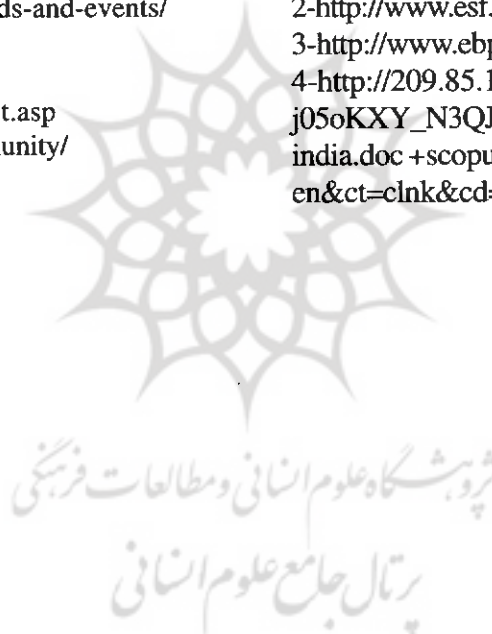 ds-and-events/
t.asp
unity/
2-http://www.esf.
3-http://www.ebp
4-http://209.85.1
j05oKXY_N3QJ
india.doc +scopu
en&ct=clnk&cd=
پژوهشگاه علوم انسانی و مطالعات فرهنگی
پرتال جامع علوم انسانی